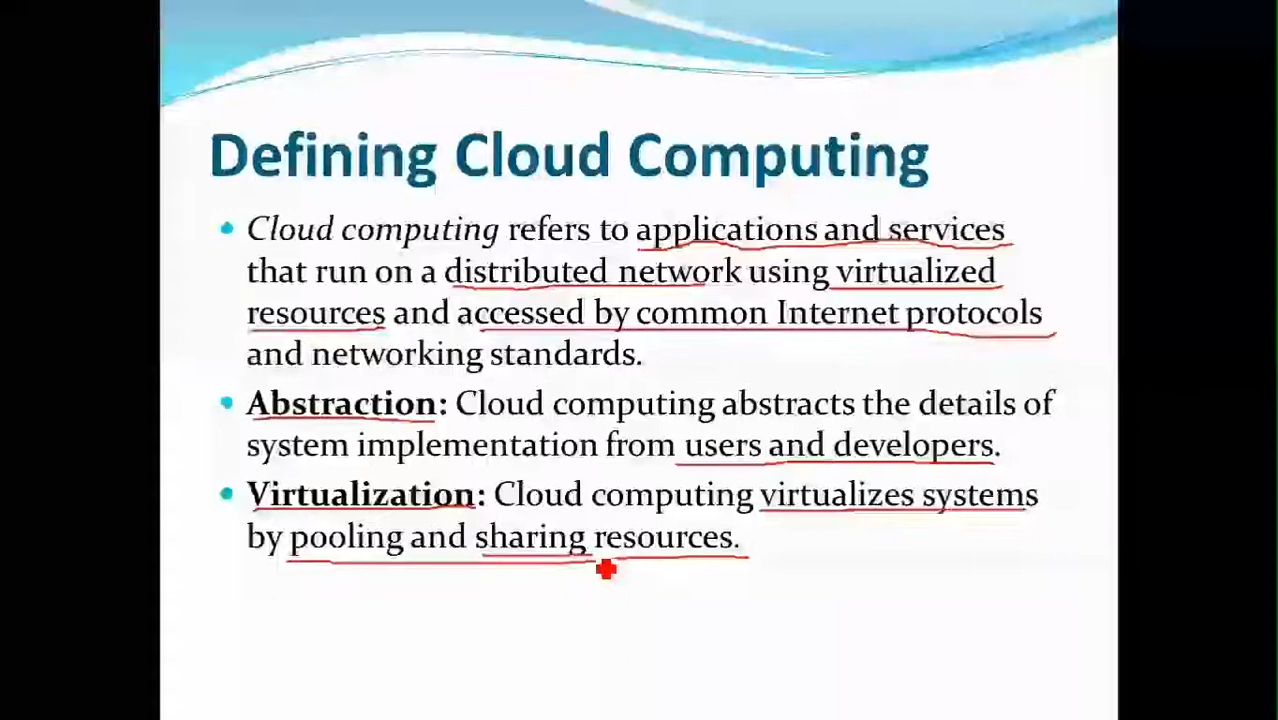 Defining Cloud Computing
• Cloud computing refers to applications and services
that run on a distributed network using virtualized
resources and accessed by common Internet protocols
and networking standards.
• Abstraction: Cloud computing abstracts the details of
system implementation from users and developers.
• Virtualization: Cloud computing virtualizes systems
by pooling and sharing resources.